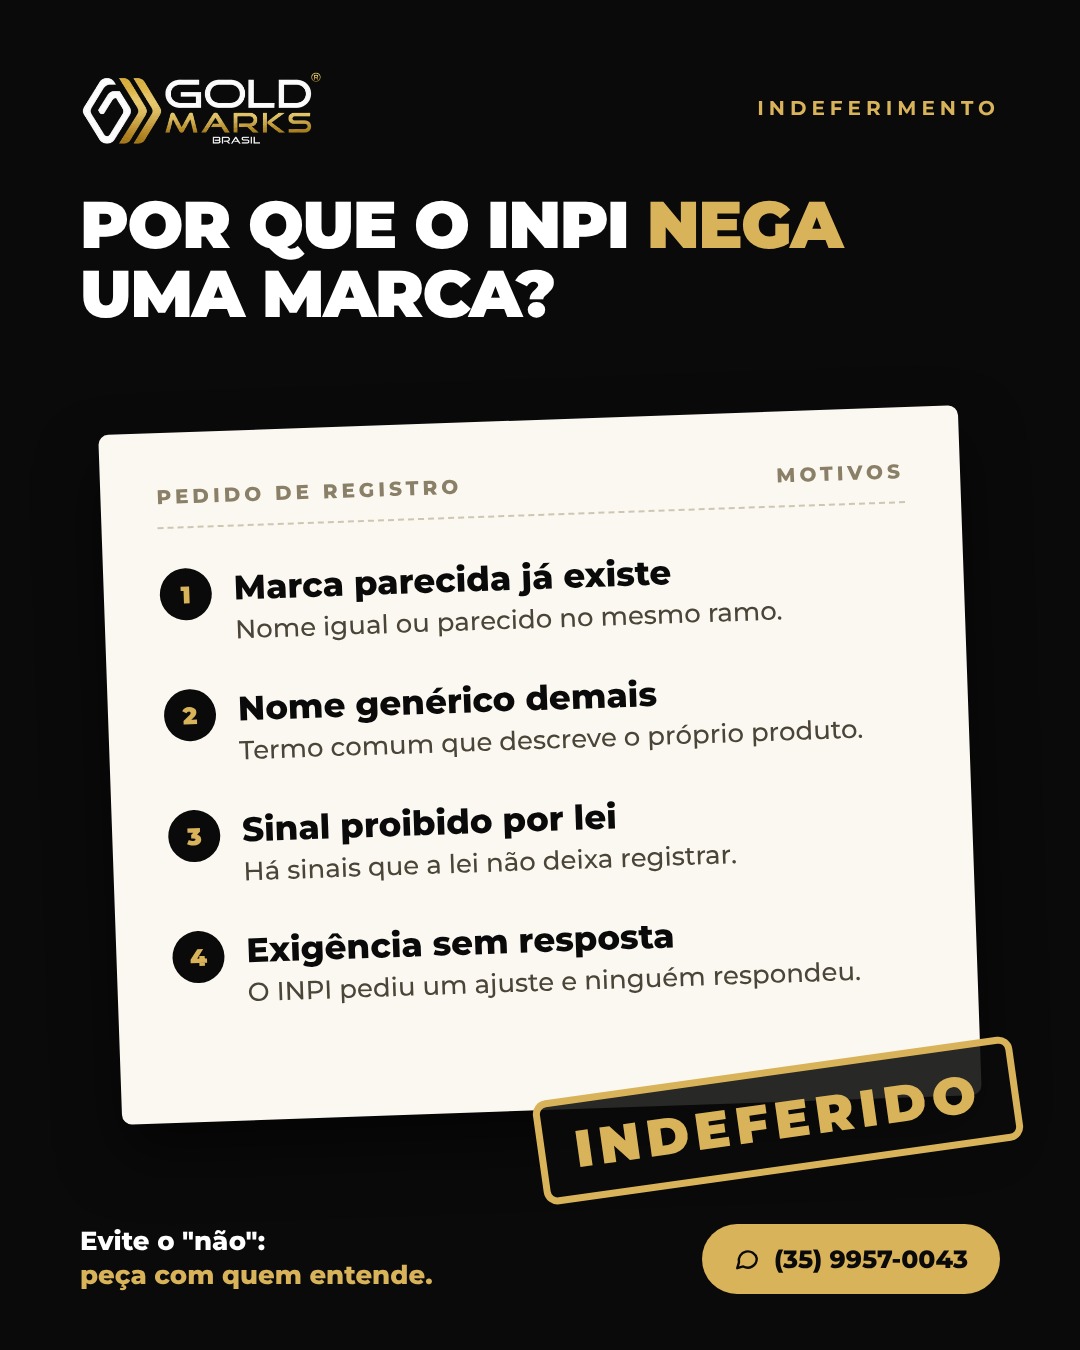 GOLD®
MARKS
BRASIL
INDEFERIMENTO
POR QUE O INPI NEGA
UMA MARCA?
PEDIDO DE REGISTRO
MOTIVOS
1
Marca parecida já existe
Nome igual ou parecido no mesmo ramo.
2
Nome genérico demais
Termo comum que descreve o próprio produto.
3
Sinal proibido por lei
Há sinais que a lei não deixa registrar.
4
Exigência sem resposta
O INPI pediu um ajuste e ninguém respondeu.
INDEFERIDO
Evite o "não":
peça com quem entende.
(35) 9957-0043